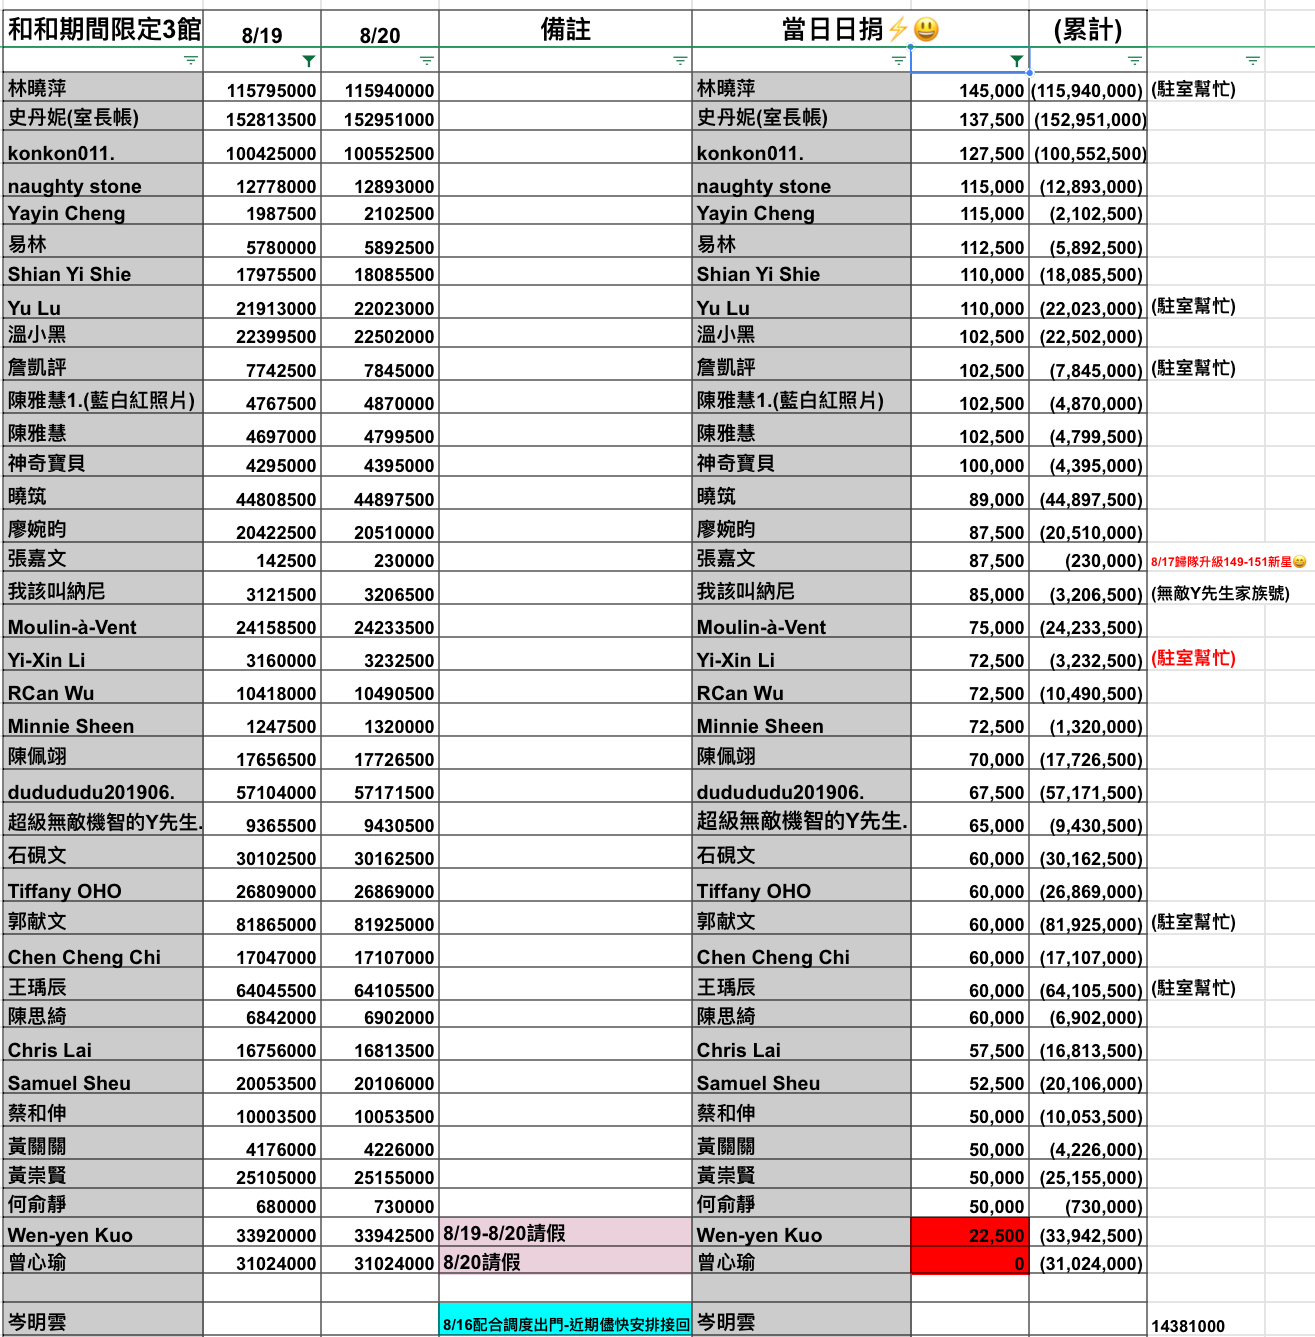 和和期間限定3館 8/19 8/20 備註 當日日捐⚡😃 (累計)
林曉萍 115795000 115940000 林曉萍 145,000 (115,940,000) (駐室幫忙)
史丹妮(室長帳) 152813500 152951000 史丹妮(室長帳) 137,500 (152,951,000)
konkon011. 100425000 100552500 konkon011. 127,500 (100,552,500)
naughty stone 12778000 12893000 naughty stone 115,000 (12,893,000)
Yayin Cheng 1987500 2102500 Yayin Cheng 115,000 (2,102,500)
易林 5780000 5892500 易林 112,500 (5,892,500)
Shian Yi Shie 17975500 18085500 Shian Yi Shie 110,000 (18,085,500)
Yu Lu 21913000 22023000 Yu Lu 110,000 (22,023,000) (駐室幫忙)
溫小黑 22399500 22502000 溫小黑 102,500 (22,502,000)
詹凱評 7742500 7845000 詹凱評 102,500 (7,845,000) (駐室幫忙)
陳雅慧1.(藍白紅照片) 4767500 4870000 陳雅慧1.(藍白紅照片) 102,500 (4,870,000)
陳雅慧 4697000 4799500 陳雅慧 102,500 (4,799,500)
神奇寶貝 4295000 4395000 神奇寶貝 100,000 (4,395,000)
曉筑 44808500 44897500 曉筑 89,000 (44,897,500)
廖婉昀 20422500 20510000 廖婉昀 87,500 (20,510,000)
張嘉文 142500 230000 張嘉文 87,500 (230,000) 8/17歸隊升級149-151新星😄
我該叫納尼 3121500 3206500 我該叫納尼 85,000 (3,206,500) (無敵Y先生家族號)
Moulin-à-Vent 24158500 24233500 Moulin-à-Vent 75,000 (24,233,500)
Yi-Xin Li 3160000 3232500 Yi-Xin Li 72,500 (3,232,500) (駐室幫忙)
RCan Wu 10418000 10490500 RCan Wu 72,500 (10,490,500)
Minnie Sheen 1247500 1320000 Minnie Sheen 72,500 (1,320,000)
陳佩翊 17656500 17726500 陳佩翊 70,000 (17,726,500)
dudududu201906. 57104000 57171500 dudududu201906. 67,500 (57,171,500)
超級無敵機智的Y先生. 9365500 9430500 超級無敵機智的Y先生. 65,000 (9,430,500)
石硯文 30102500 30162500 石硯文 60,000 (30,162,500)
Tiffany OHO 26809000 26869000 Tiffany OHO 60,000 (26,869,000)
郭献文 81865000 81925000 郭献文 60,000 (81,925,000) (駐室幫忙)
Chen Cheng Chi 17047000 17107000 Chen Cheng Chi 60,000 (17,107,000)
王瑀辰 64045500 64105500 王瑀辰 60,000 (64,105,500) (駐室幫忙)
陳思綺 6842000 6902000 陳思綺 60,000 (6,902,000)
Chris Lai 16756000 16813500 Chris Lai 57,500 (16,813,500)
Samuel Sheu 20053500 20106000 Samuel Sheu 52,500 (20,106,000)
蔡和伸 10003500 10053500 蔡和伸 50,000 (10,053,500)
黃關關 4176000 4226000 黃關關 50,000 (4,226,000)
黃崇賢 25105000 25155000 黃崇賢 50,000 (25,155,000)
何俞靜 680000 730000 何俞靜 50,000 (730,000)
Wen-yen Kuo 33920000 33942500 8/19-8/20請假 Wen-yen Kuo 22,500 (33,942,500)
曾心瑜 31024000 31024000 8/20請假 曾心瑜 0 (31,024,000)
岑明雲 8/16配合調度出門-近期儘快安排接回 岑明雲 14381000